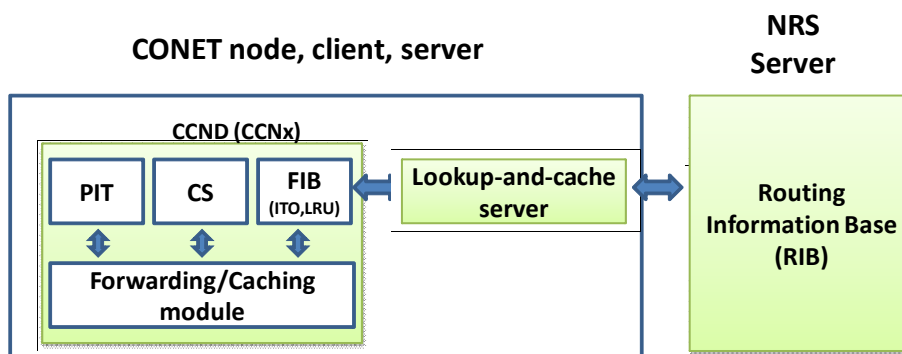 CONET node, client, server
NRS
Server
CCND (CCNx)
PIT
CS
FIB
(ITO,LRU)
Lookup-and-cache
server
Routing
Information Base
(RIB)
Forwarding/Caching
module